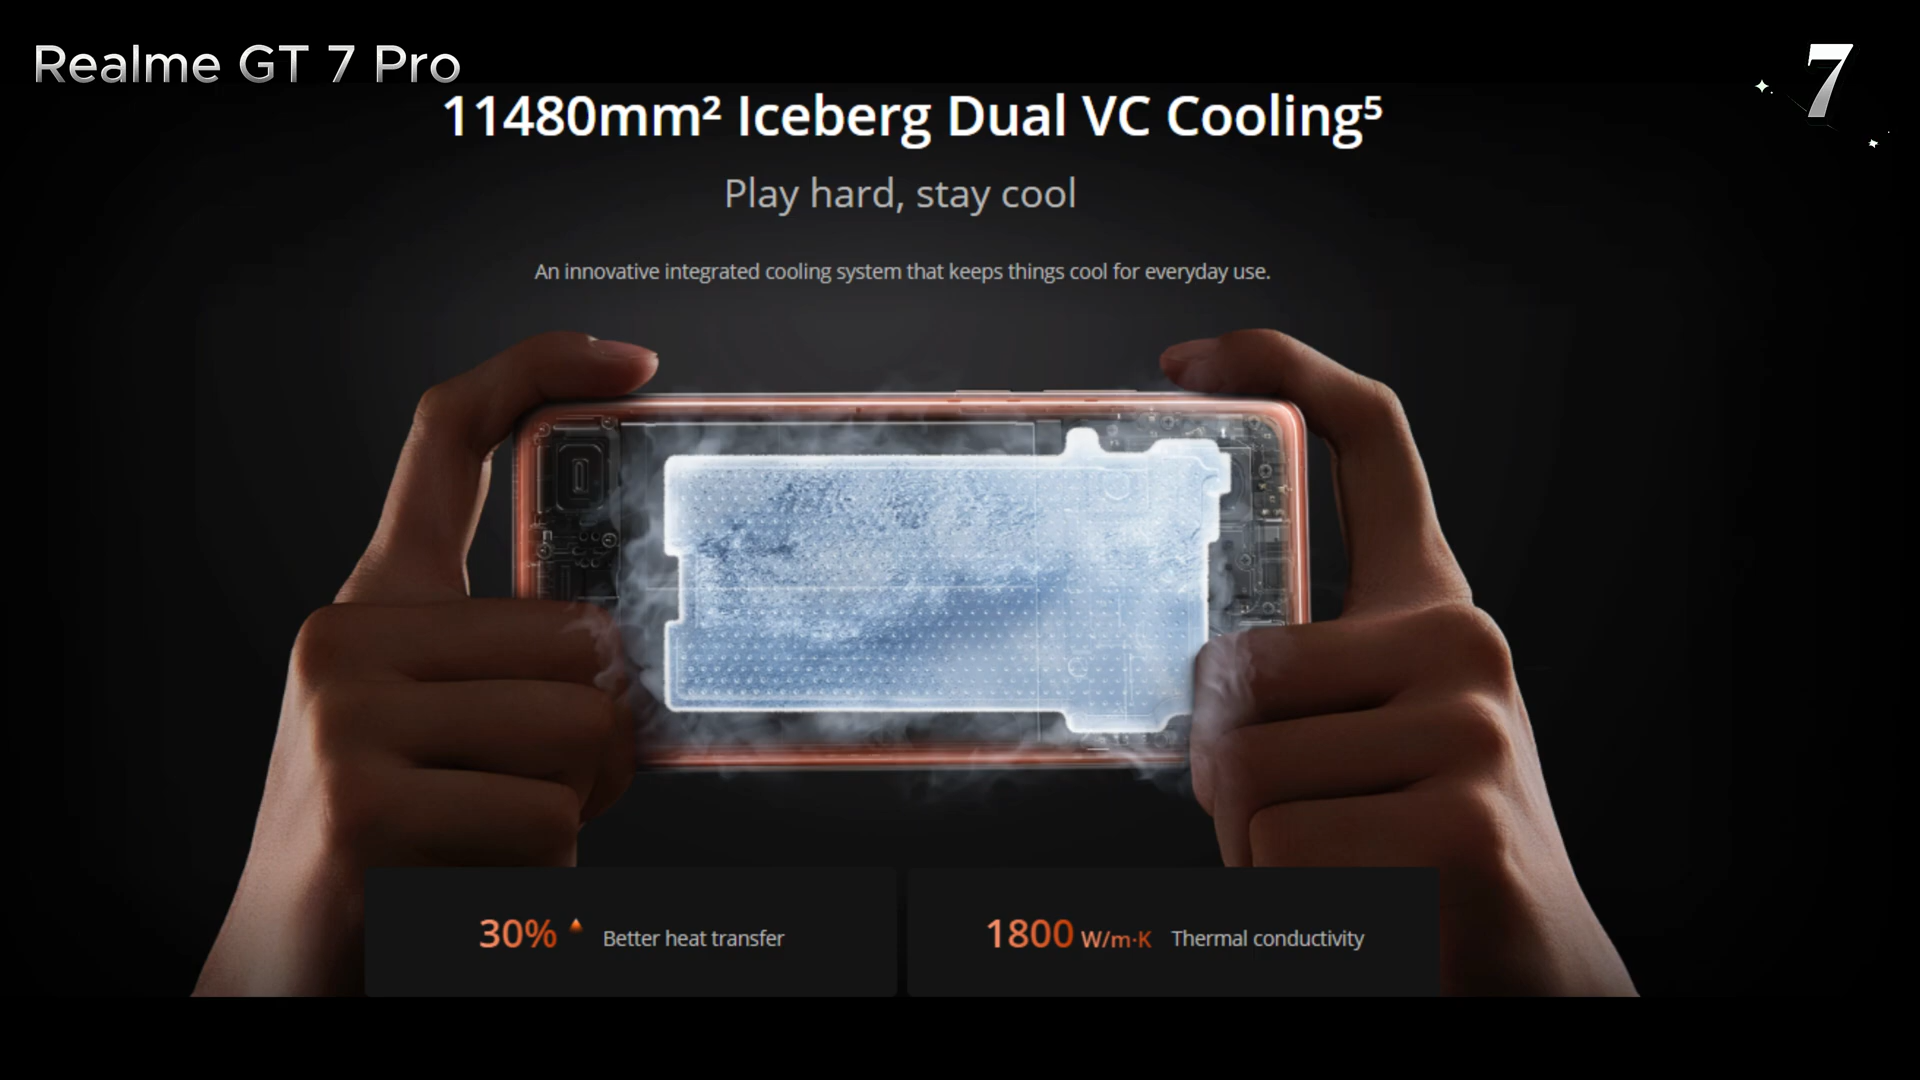 Realme GT 7 Pro
7
11480mm² Iceberg Dual VC Cooling⁵
Play hard, stay cool
An innovative integrated cooling system that keeps things cool for everyday use.
30% Better heat transfer
1800 W/m·K Thermal conductivity